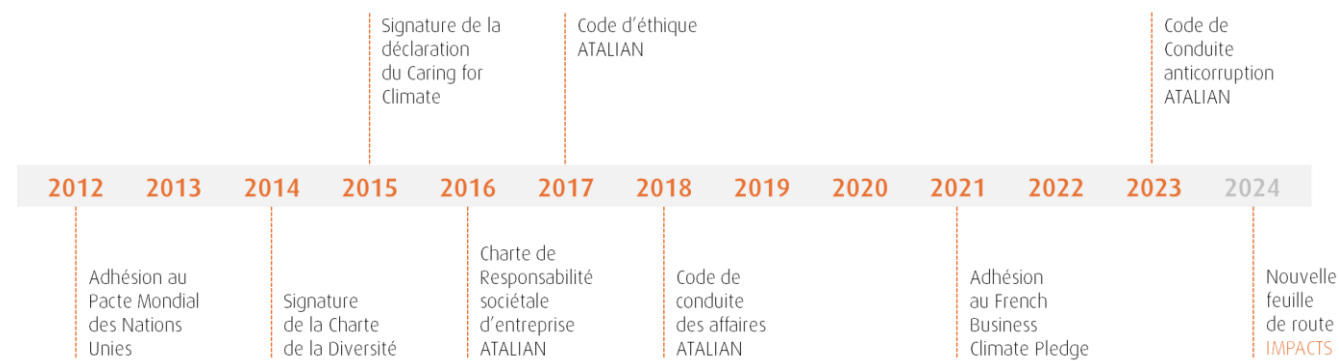 Signature de la
déclaration
du Caring for
Climate
Code d'éthique
ATALIAN
Code de
Conduite
anticorruption
ATALIAN
2012 2013 2014 2015 2016 2017 2018 2019 2020 2021 2022 2023 2024
Adhésion au
Pacte Mondial
des Nations
Unies
Signature
de la Charte
de la Diversité
Charte de
Responsabilité
sociétale
d'entreprise
ATALIAN
Code de
conduite
des affaires
ATALIAN
Adhésion
au French
Business
Climate Pledge
Nouvelle
feuille
de route
IMPACTS